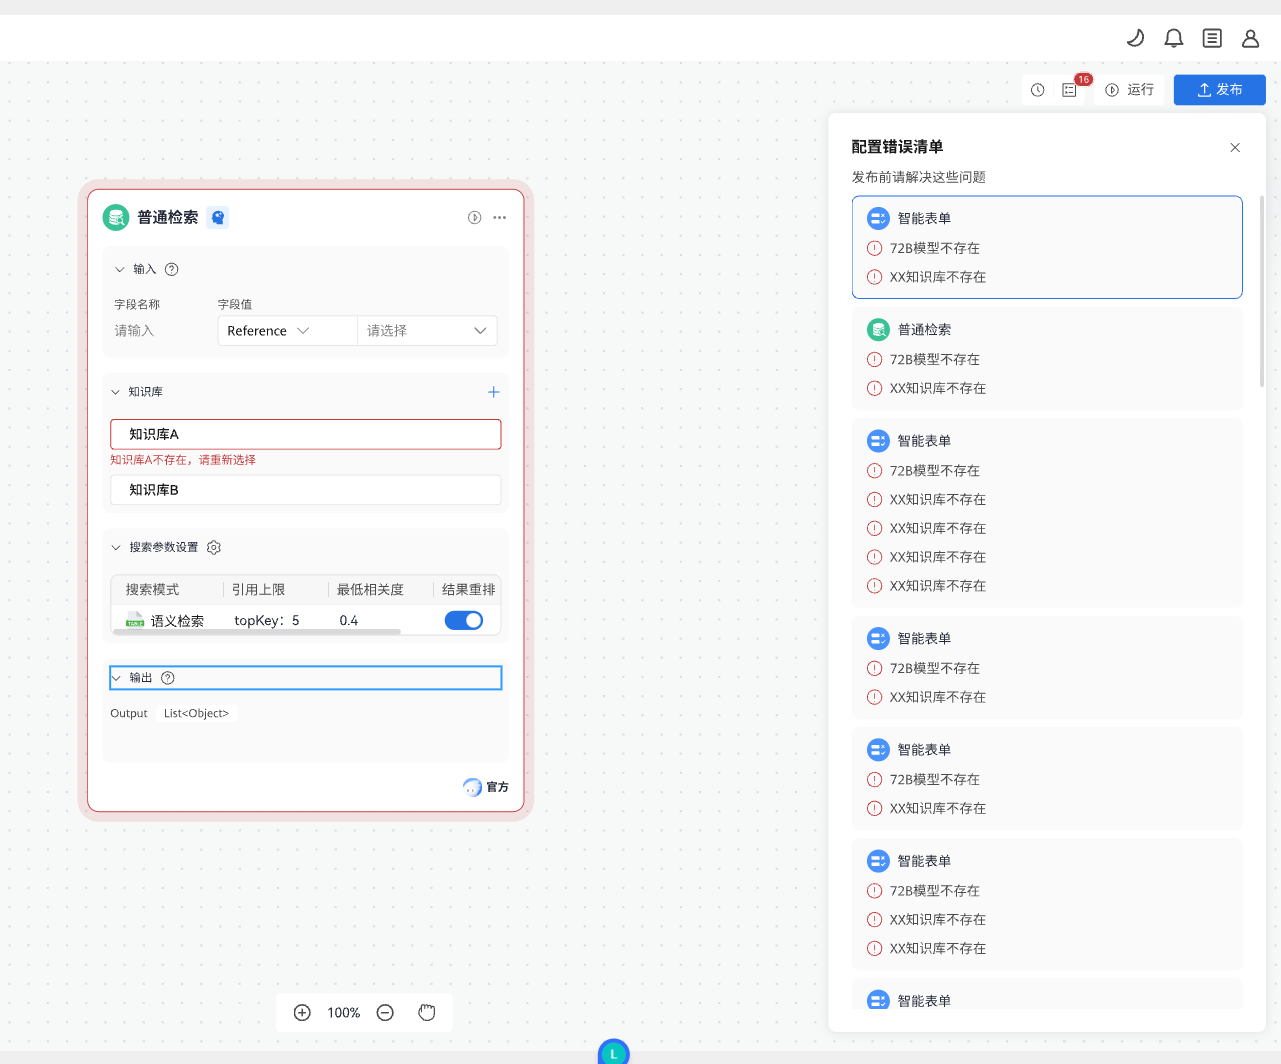 16
运行
发布
配置错误清单
发布前请解决这些问题
智能表单
72B模型不存在
XX知识库不存在
普通检索
72B模型不存在
XX知识库不存在
智能表单
72B模型不存在
XX知识库不存在
XX知识库不存在
XX知识库不存在
XX知识库不存在
智能表单
72B模型不存在
XX知识库不存在
智能表单
72B模型不存在
XX知识库不存在
智能表单
72B模型不存在
XX知识库不存在
XX知识库不存在
智能表单
普通检索
输入
字段名称 字段值
请输入 Reference 请选择
知识库
知识库A
知识库A不存在，请重新选择
知识库B
搜索参数设置
搜索模式 引用上限 最低相关度 结果重排
语义检索 topKey：5 0.4
输出
Output List<Object>
官方
100%
L